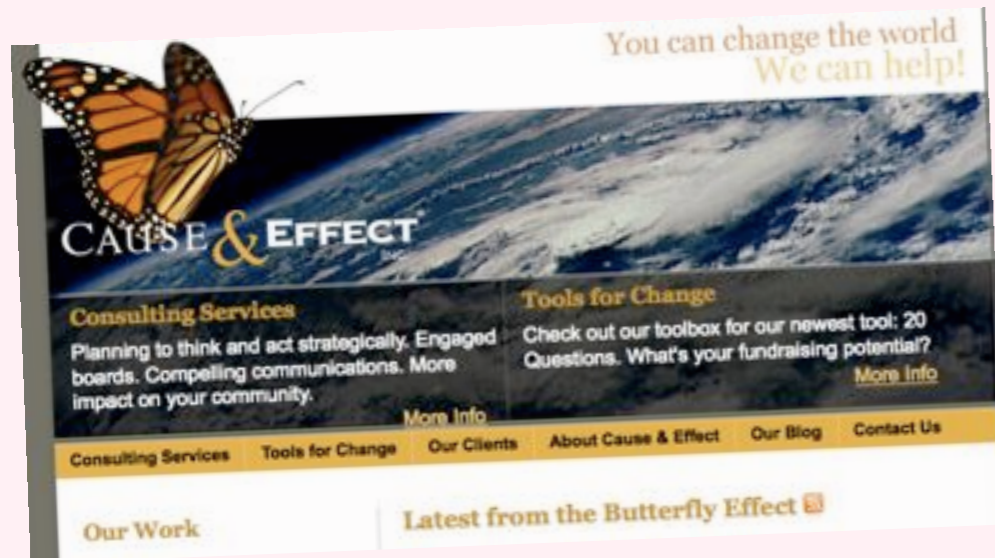 You can change the world
We can help!
CAUSE & EFFECT
INC.
Consulting Services
Planning to think and act strategically. Engaged
boards. Compelling communications. More
impact on your community.
More Info
Tools for Change
Check out our toolbox for our newest tool: 20
Questions. What's your fundraising potential?
More Info
Consulting Services Tools for Change Our Clients About Cause & Effect Our Blog Contact Us
Our Work
Latest from the Butterfly Effect